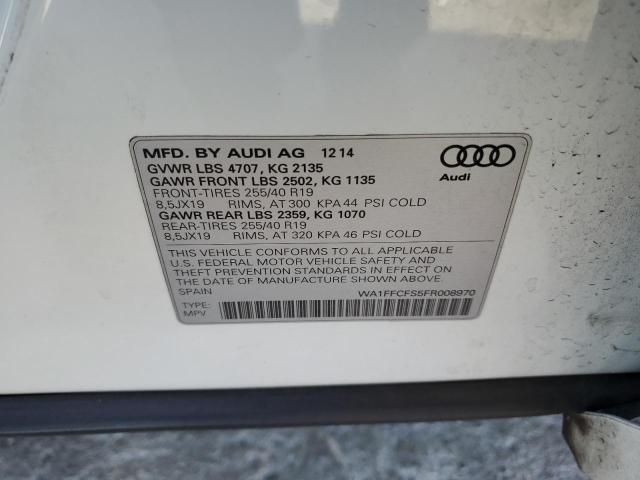 MFD. BY AUDI AG 12 14
GVWR LBS 4707, KG 2135
GAWR FRONT LBS 2502, KG 1135
FRONT-TIRES 255/40 R19
8,5JX19 RIMS, AT 300 KPA 44 PSI COLD
GAWR REAR LBS 2359, KG 1070
REAR-TIRES 255/40 R19
8,5JX19 RIMS, AT 320 KPA 46 PSI COLD
Audi
THIS VEHICLE CONFORMS TO ALL APPLICABLE
U.S. FEDERAL MOTOR VEHICLE SAFETY AND
THEFT PREVENTION STANDARDS IN EFFECT ON
THE DATE OF MANUFACTURE SHOWN ABOVE.
SPAIN WA1FFCFS5FR008970
TYPE:
MPV